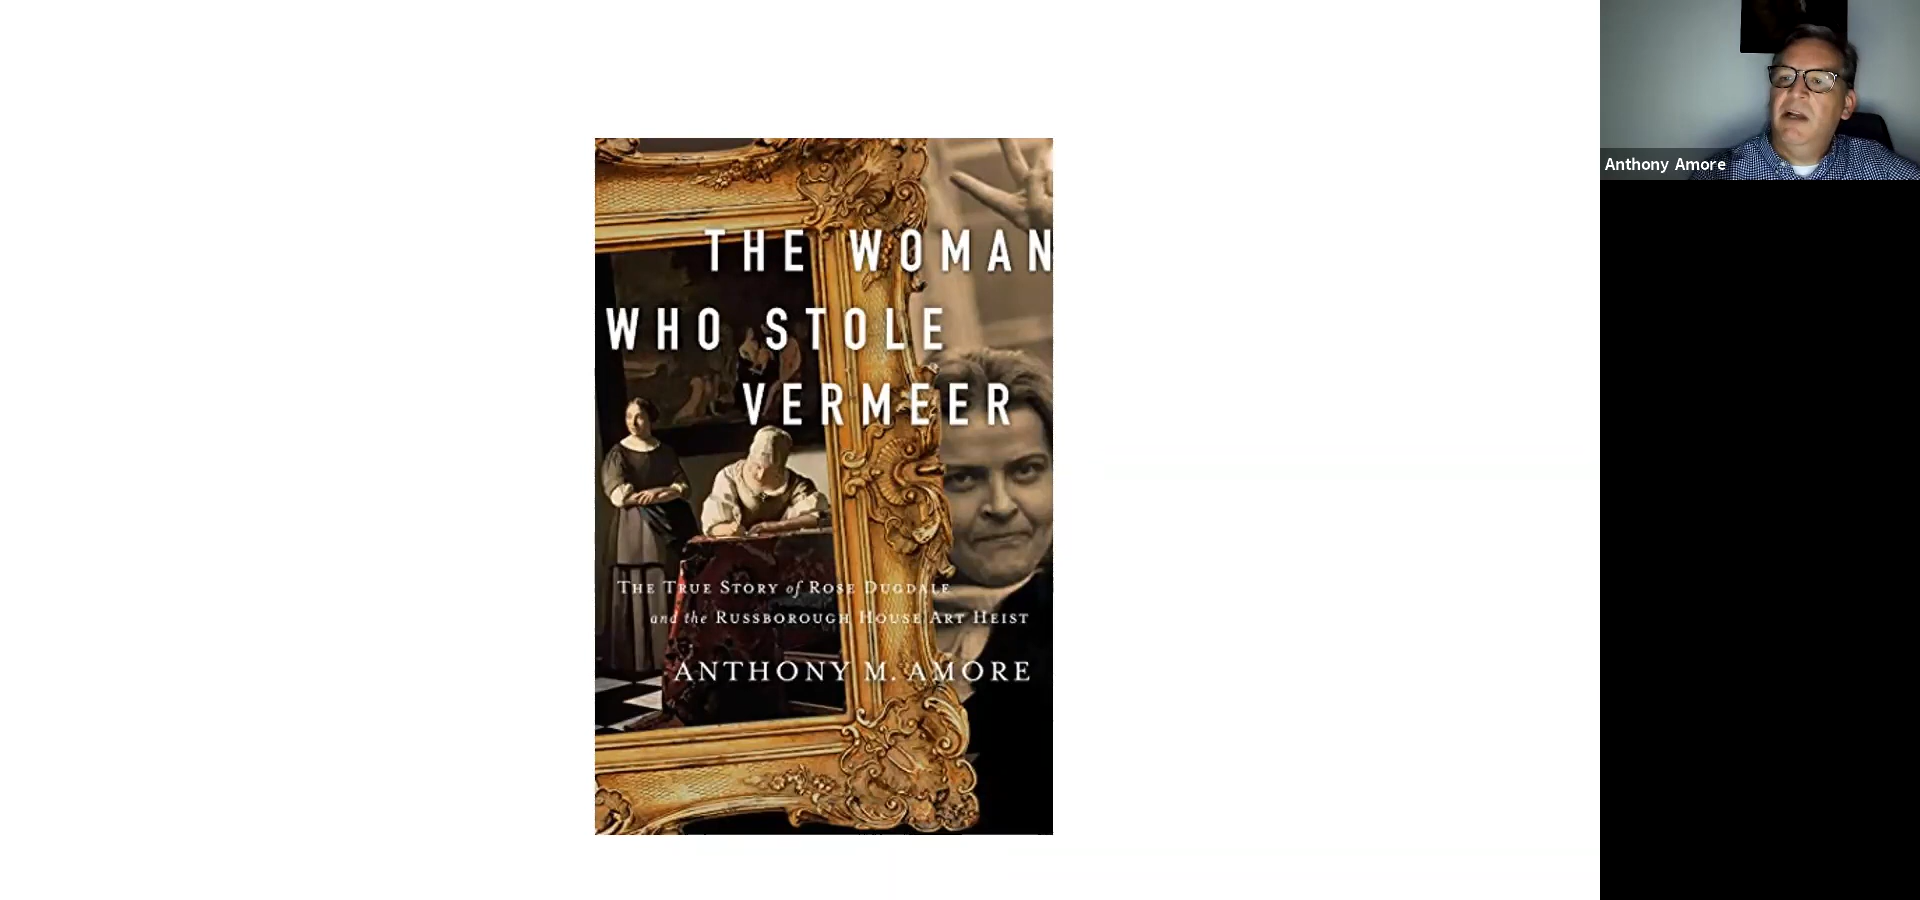 THE WOMAN
WHO STOLE
VERMEER
THE TRUE STORY of ROSE DUGDALE
and the RUSSBOROUGH HOUSE ART HEIST
ANTHONY M. AMORE
Anthony Amore